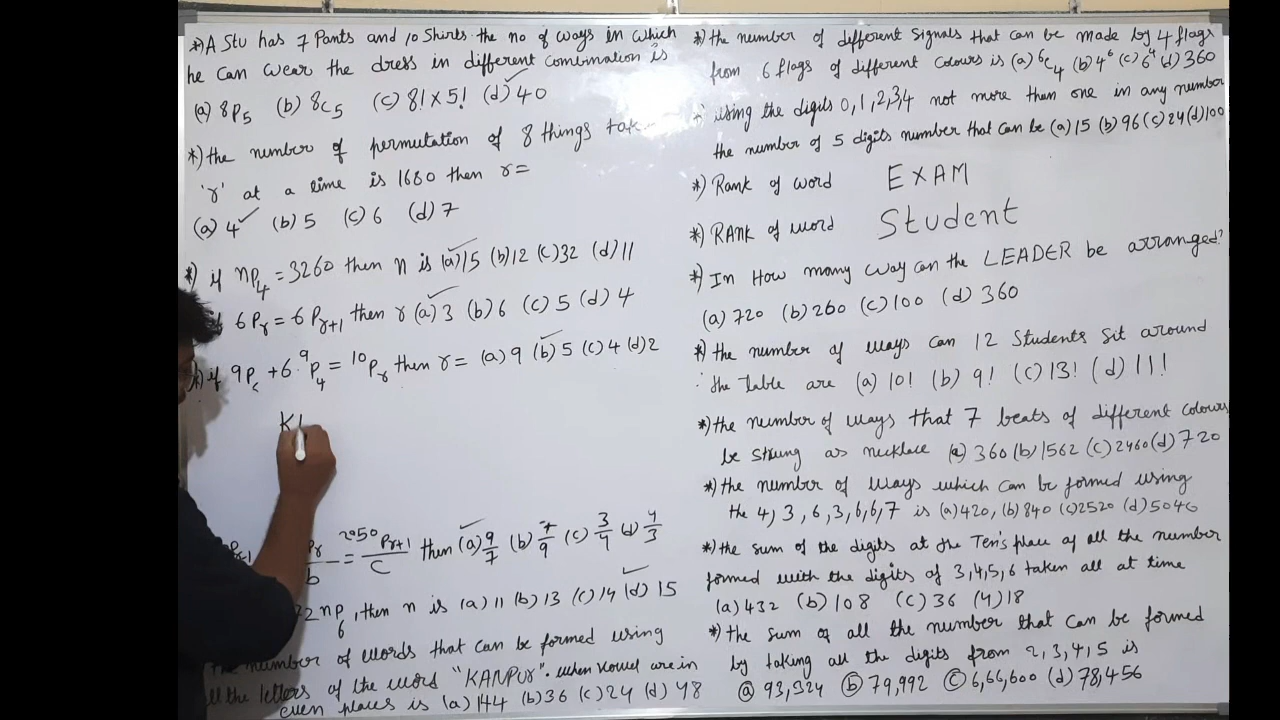 *) A Stu has 7 Pants and 10 Shirts the no of ways in which
he can wear the dress in different combination is
(a) 8P5 (b) 8C5 (c) 8! x 5! (d) 40
*) the number of permutation of 8 things
'r' at a time is 1680 then r=
(a) 4 (b) 5 (c) 6 (d) 7
*) if nP4 = 3260 then n is (a) 15 (b) 12 (c) 32 (d) 11
6Pr = 6Pr+1 then r (a) 3 (b) 6 (c) 5 (d) 4
*) if 9P + 6. 9P4 = 10Pr then r = (a) 9 (b) 5 (c) 4 (d) 2
Pr/b = Pr+1/C then (a) 9/7 (b) 7/9 (c) (d)
nP6, then n is (a) 11 (b) 13 (c) 14 (d) 15
number of words that can be formed using
the letters of the word "KANPUr". when vowel are in
even places is (a) 144 (b) 36 (c) 24 (d) 48
*) the number of different Signals that can be made by 4 flags
from 6 flags of different colours is (a) 6C4 (b) 4^6 (c) 6^4 (d) 360
using the digits 0,1,2,3,4 not more then one in any number
the number of 5 digits number that can be (a) 15 (b) 96 (c) 24 (d) 100
*) Rank of word EXAM
*) RANK of word Student
*) In How many way can the LEADER be arranged?
(a) 720 (b) 260 (c) 100 (d) 360
*) the number of ways can 12 Students Sit around
the table are (a) 10! (b) 9! (c) 13! (d) 11!
*) the number of ways that 7 beats of different colours
be Strung as necklace (a) 360 (b) 1562 (c) 2460 (d) 720
*) the number of ways which can be formed using
the 4, 3, 6, 3, 6, 6, 7 is (a) 420, (b) 840 (c) 2520 (d) 5040
*) the sum of the digits at the Ten's place of all the number
formed with the digits of 3,4,5,6 taken all at time
(a) 432 (b) 108 (c) 36 (4) 18
*) the sum of all the number that can be formed
by taking all the digits from 2,3,4,5 is
(a) 93,324 (b) 79,992 (c) 6,66,600 (d) 78,456